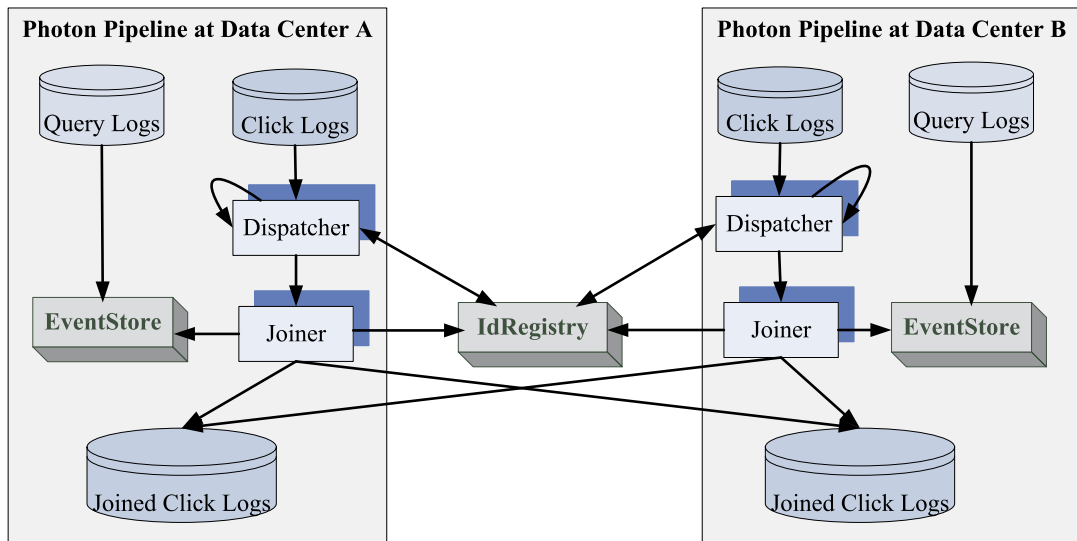 Photon Pipeline at Data Center A
Query Logs
Click Logs
Dispatcher
EventStore
Joiner
Joined Click Logs
IdRegistry
Photon Pipeline at Data Center B
Click Logs
Query Logs
Dispatcher
Joiner
EventStore
Joined Click Logs